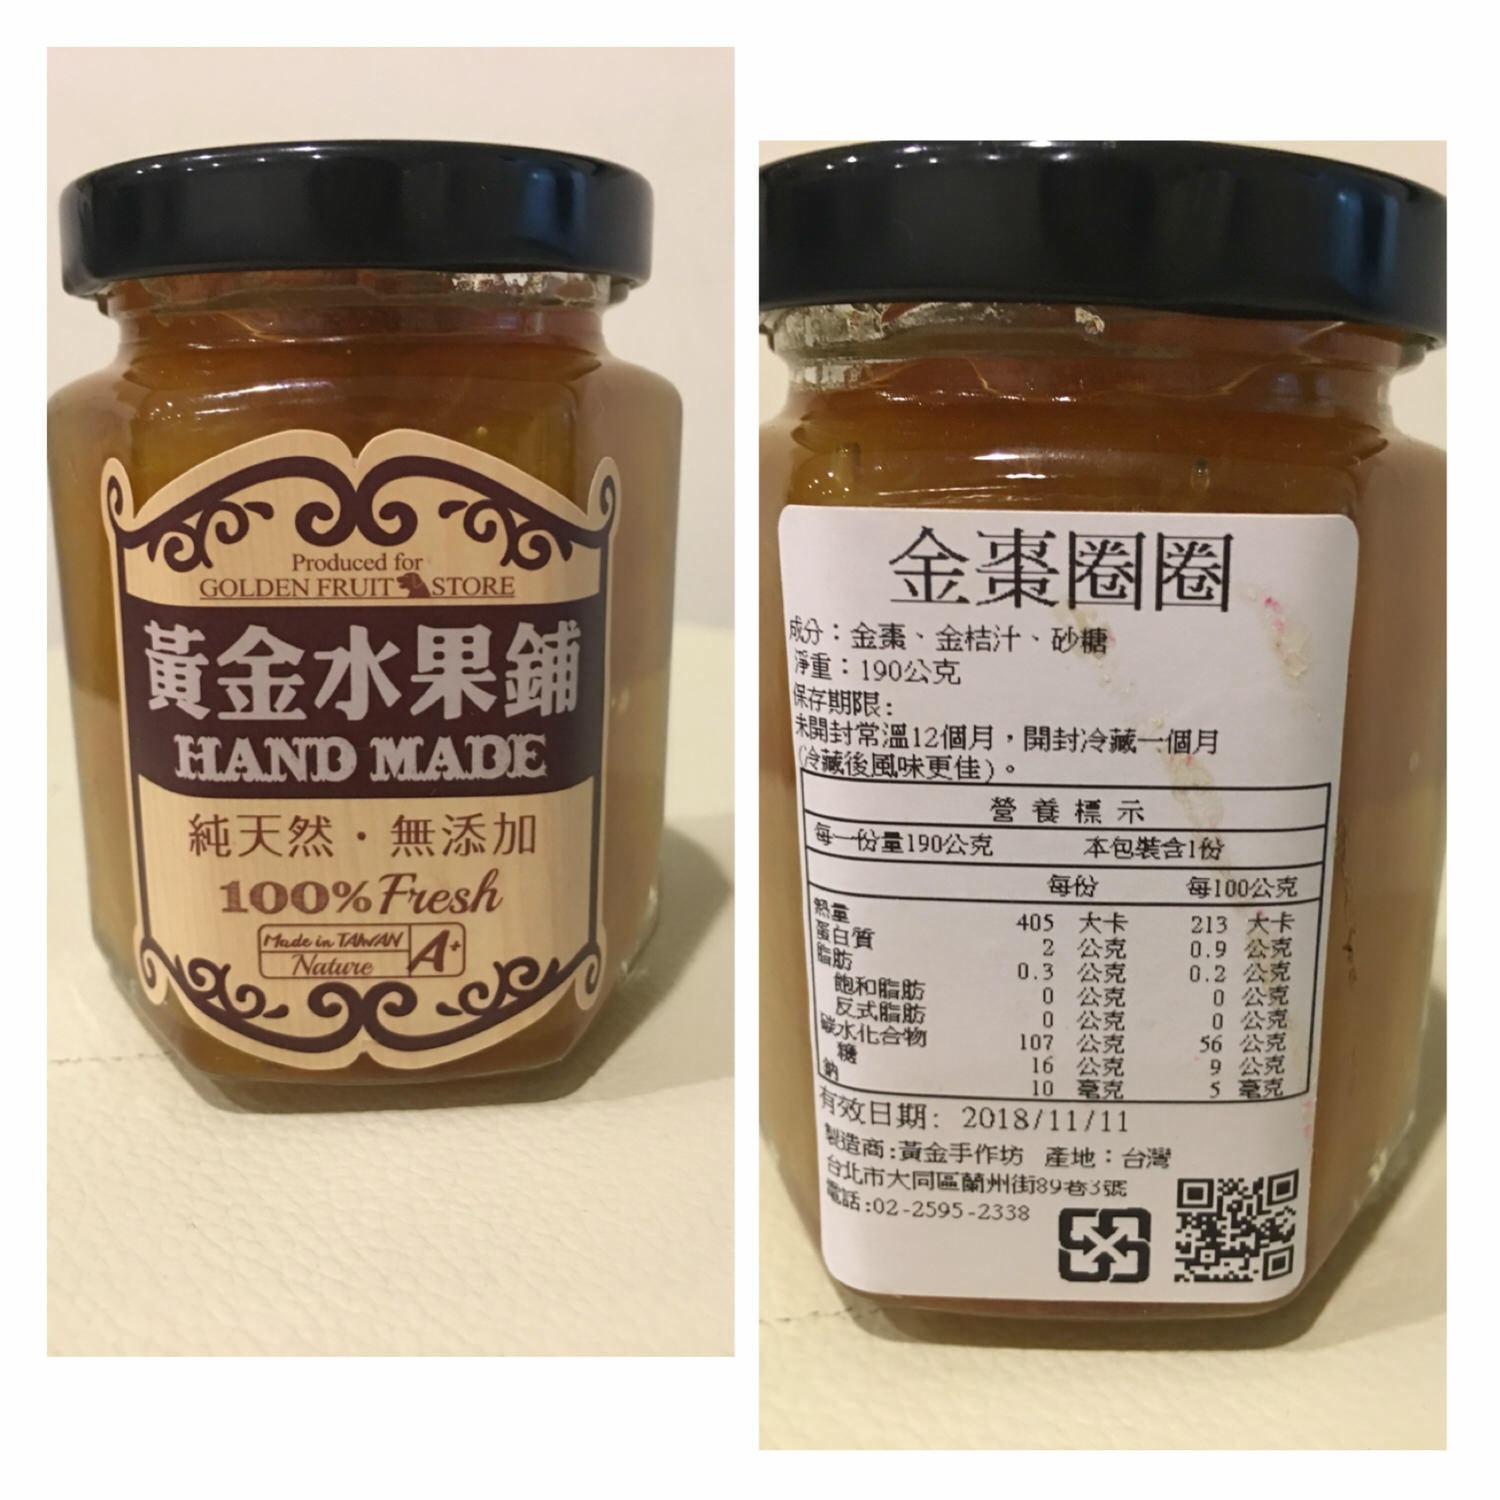 Produced for
GOLDEN FRUIT STORE
黃金水果鋪
HAND MADE
純天然・無添加
100% Fresh
Made in TAIWAN
Nature A+
金棗圈圈
成分：金棗、金桔汁、砂糖
淨重：190公克
保存期限:
未開封常溫12個月，開封冷藏一個月
(冷藏後風味更佳)。
營養標示
每一份量190公克 本包裝含1份
每份 每100公克
熱量 405 大卡 213 大卡
蛋白質 2 公克 0.9 公克
脂肪 0.3 公克 0.2 公克
飽和脂肪 0 公克 0 公克
反式脂肪 0 公克 0 公克
碳水化合物 107 公克 56 公克
糖 16 公克 9 公克
鈉 10 毫克 5 毫克
有效日期: 2018/11/11
製造商:黃金手作坊 產地：台灣
台北市大同區蘭州街89巷3號
電話:02-2595-2338